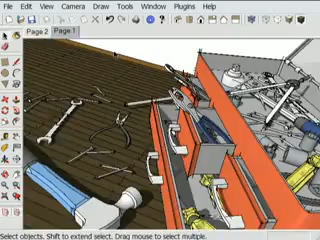 File Edit View Camera Draw Tools Window Plugins Help
Page 2 Page 1
Select objects. Shift to extend select. Drag mouse to select multiple.